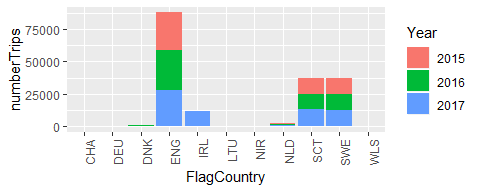 numberTrips
75000
50000
25000
0
CHA
DEU
DNK
ENG
IRL
LTU
NIR
NLD
SCT
SWE
WLS
FlagCountry
Year
2015
2016
2017